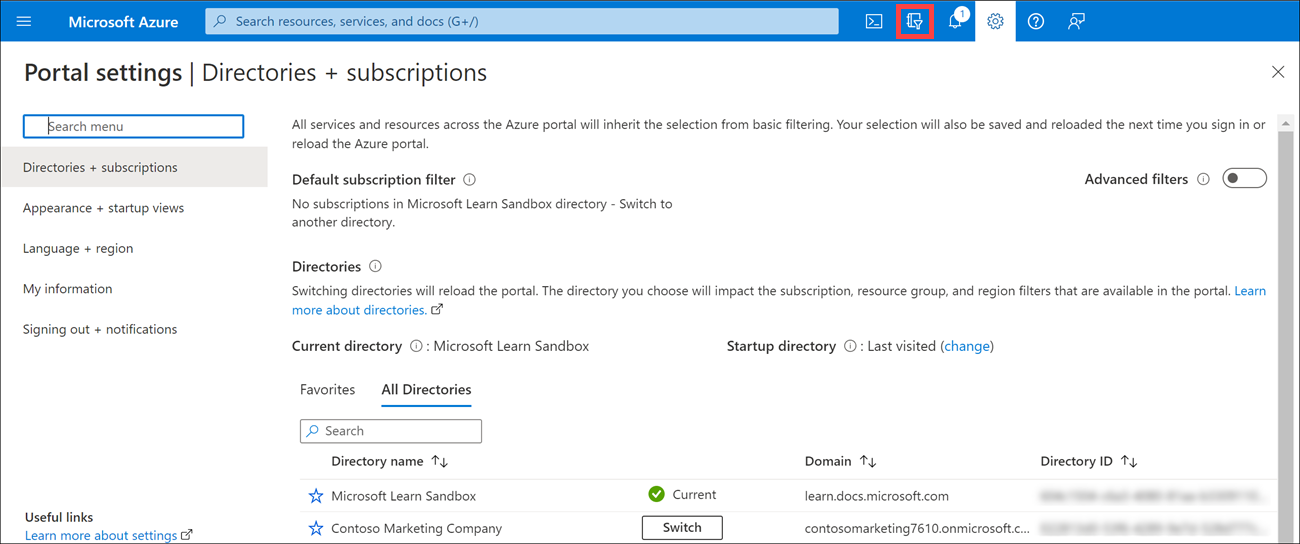 Microsoft Azure
Search resources, services, and docs (G+/)
1
Portal settings | Directories + subscriptions
Search menu
Directories + subscriptions
Appearance + startup views
Language + region
My information
Signing out + notifications
Useful links
Learn more about settings
All services and resources across the Azure portal will inherit the selection from basic filtering. Your selection will also be saved and reloaded the next time you sign in or
reload the Azure portal.
Default subscription filter
Advanced filters
No subscriptions in Microsoft Learn Sandbox directory - Switch to
another directory.
Directories
Switching directories will reload the portal. The directory you choose will impact the subscription, resource group, and region filters that are available in the portal. Learn
more about directories.
Current directory : Microsoft Learn Sandbox
Startup directory : Last visited (change)
Favorites All Directories
Search
Directory name Domain Directory ID
Microsoft Learn Sandbox Current learn.docs.microsoft.com
Contoso Marketing Company Switch contosomarketing7610.onmicrosoft.c...